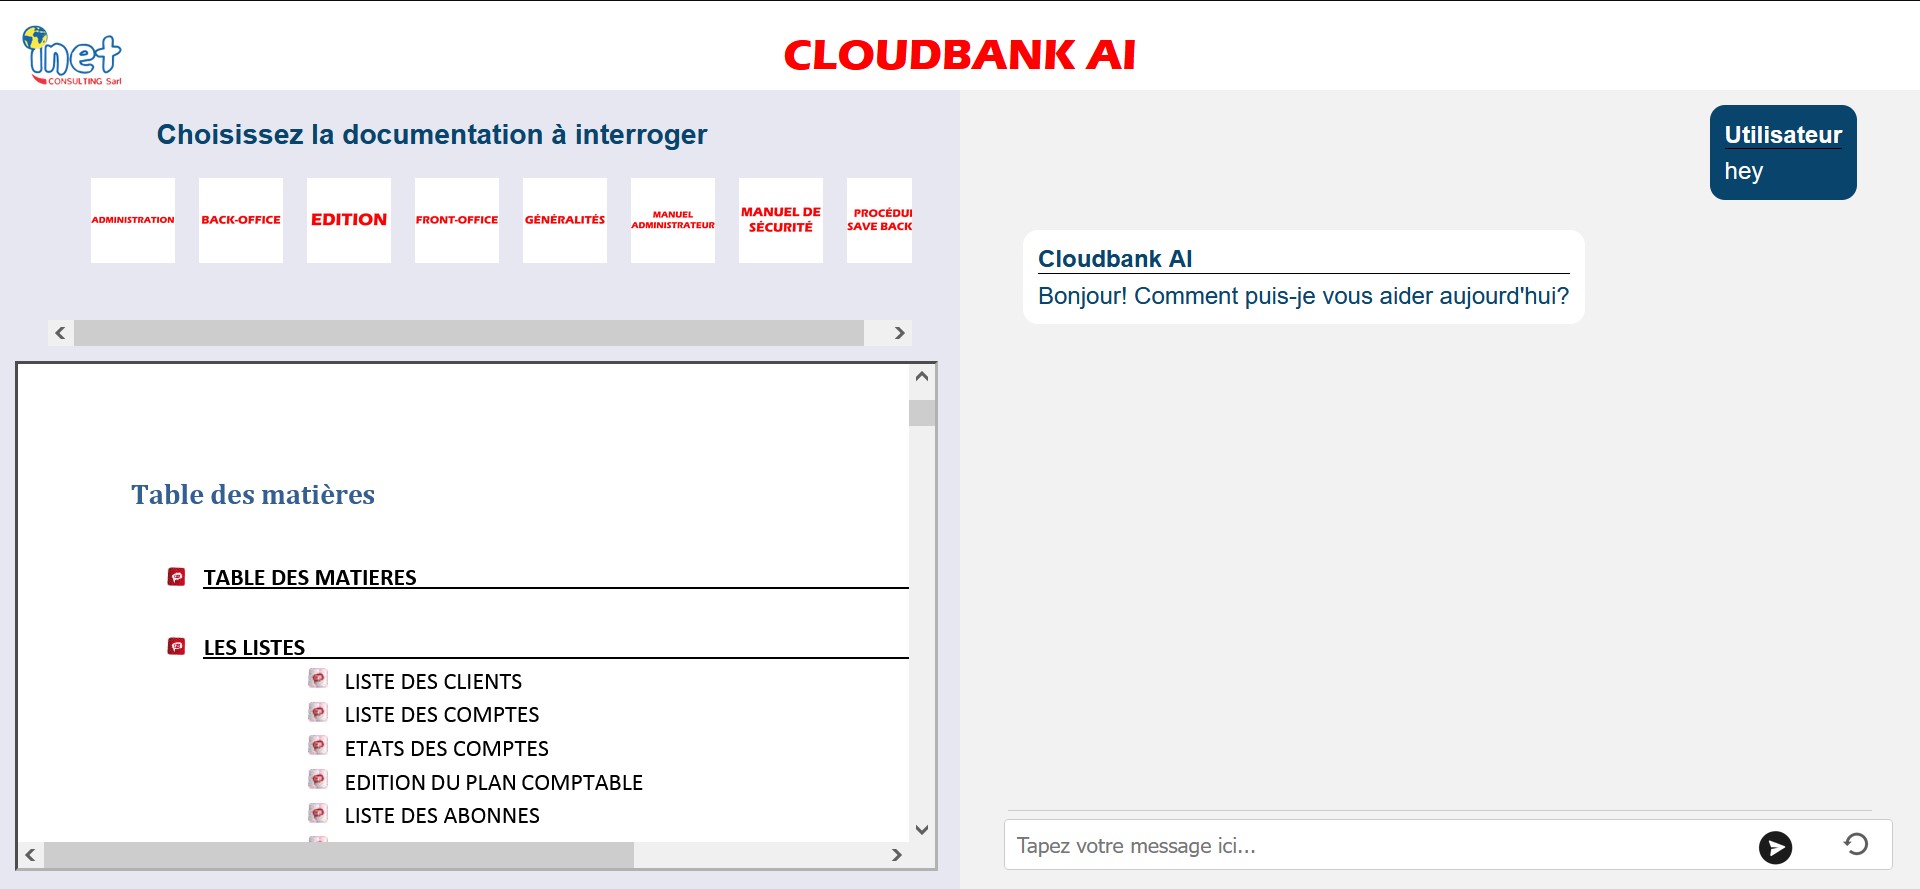 inet
CONSULTING Sarl
CLOUDBANK AI
Choisissez la documentation à interroger
ADMINISTRATION
BACK-OFFICE
EDITION
FRONT-OFFICE
GÉNÉRALITÉS
MANUEL
ADMINISTRATEUR
MANUEL DE
SÉCURITÉ
SAVE BACK
Table des matières
TABLE DES MATIERES
LES LISTES
LISTE DES CLIENTS
LISTE DES COMPTES
ETATS DES COMPTES
EDITION DU PLAN COMPTABLE
LISTE DES ABONNES
Utilisateur
hey
Cloudbank AI
Bonjour! Comment puis-je vous aider aujourd'hui?
Tapez votre message ici...